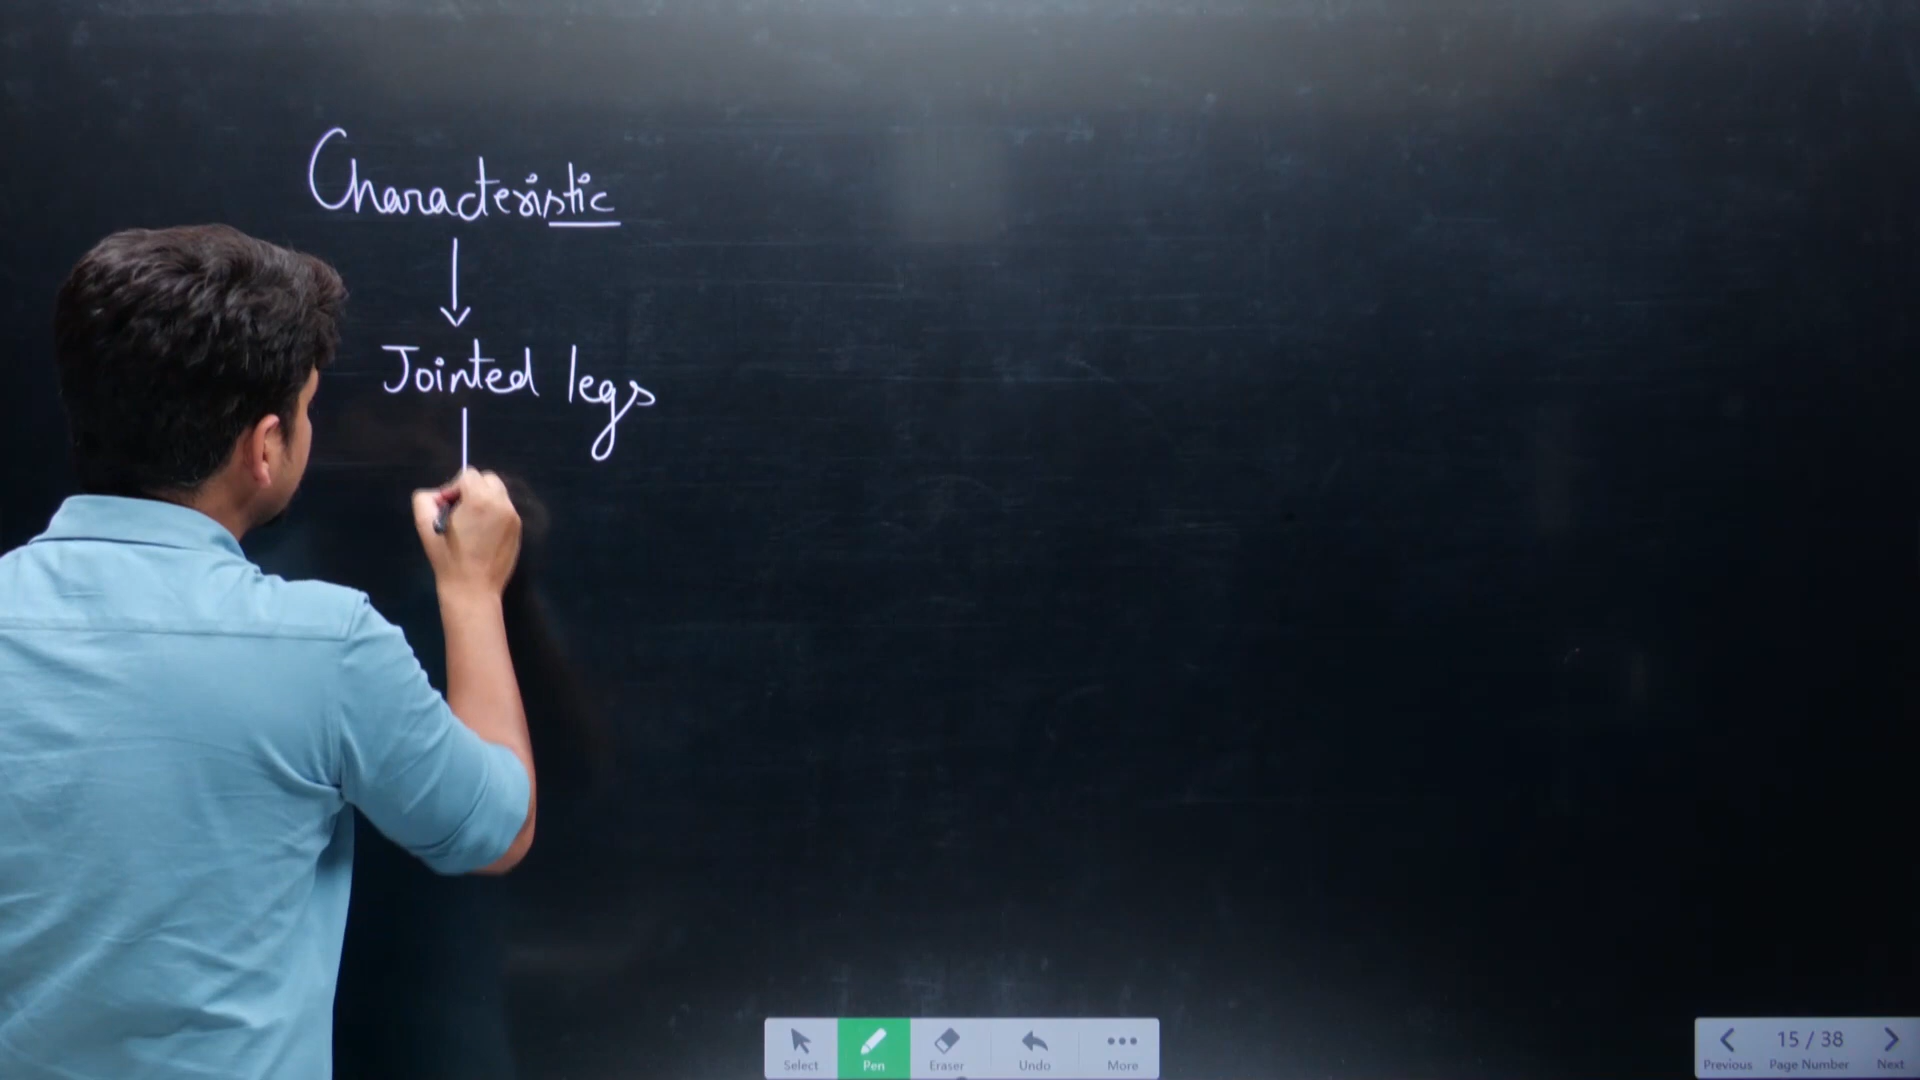 Characteristic
Jointed legs
Select
Pen
Eraser
Undo
More
15 / 38
Previous
Page Number
Next